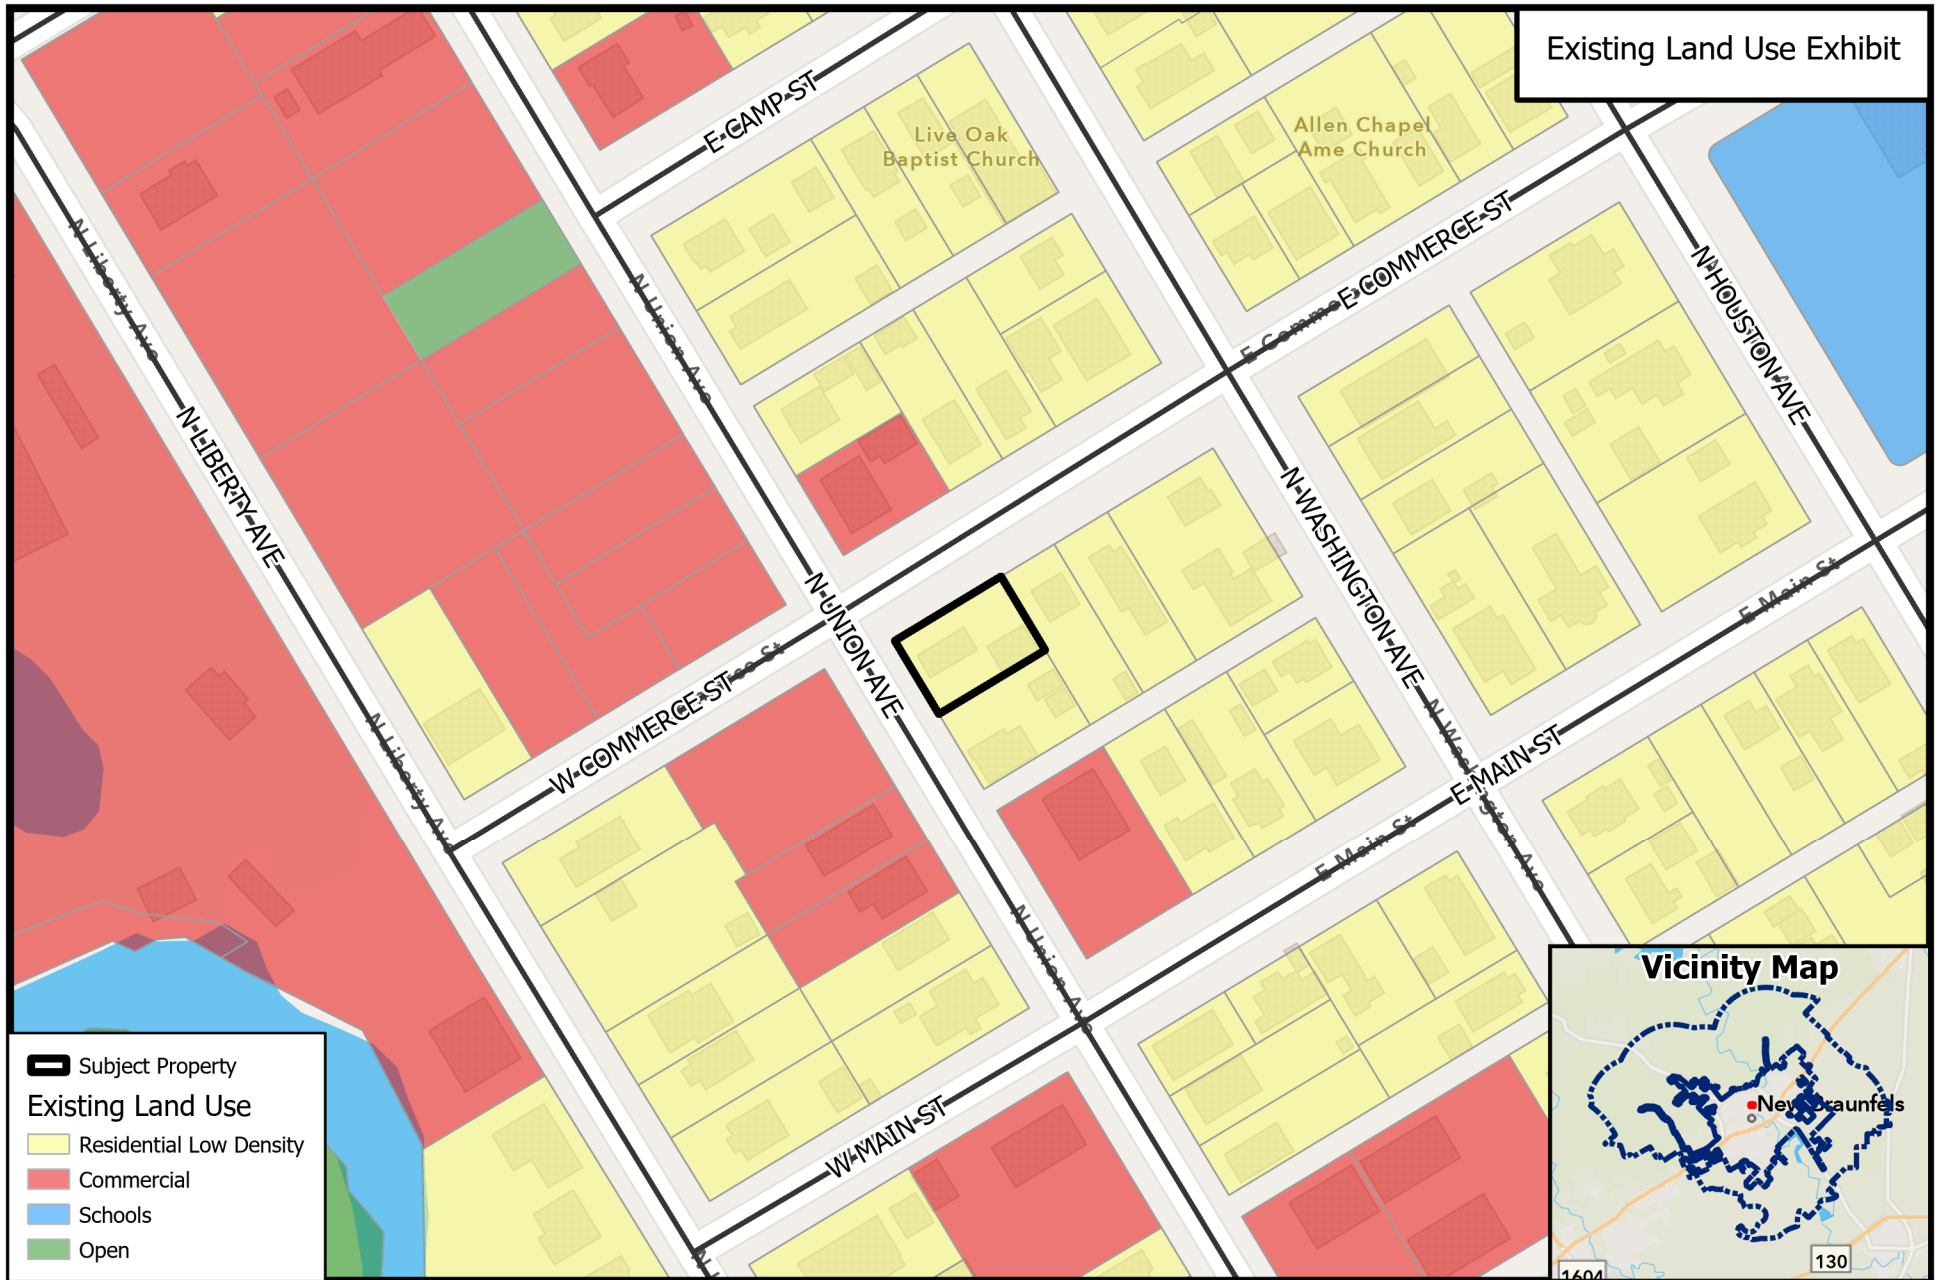 Existing Land Use Exhibit
E CAMP ST
Live Oak
Baptist Church
Allen Chapel
Ame Church
E COMMERCE ST
N Liberty Ave
N Union Ave
N HOUSTON AVE
N LIBERTY AVE
N WASHINGTON AVE
N UNION AVE
E Main St
W COMMERCE ST
N Liberty Ave
E MAIN ST
E Main St
N Washington Ave
N Union Ave
W MAIN ST
Subject Property
Existing Land Use
Residential Low Density
Commercial
Schools
Open
Vicinity Map
New Braunfels
130
1604